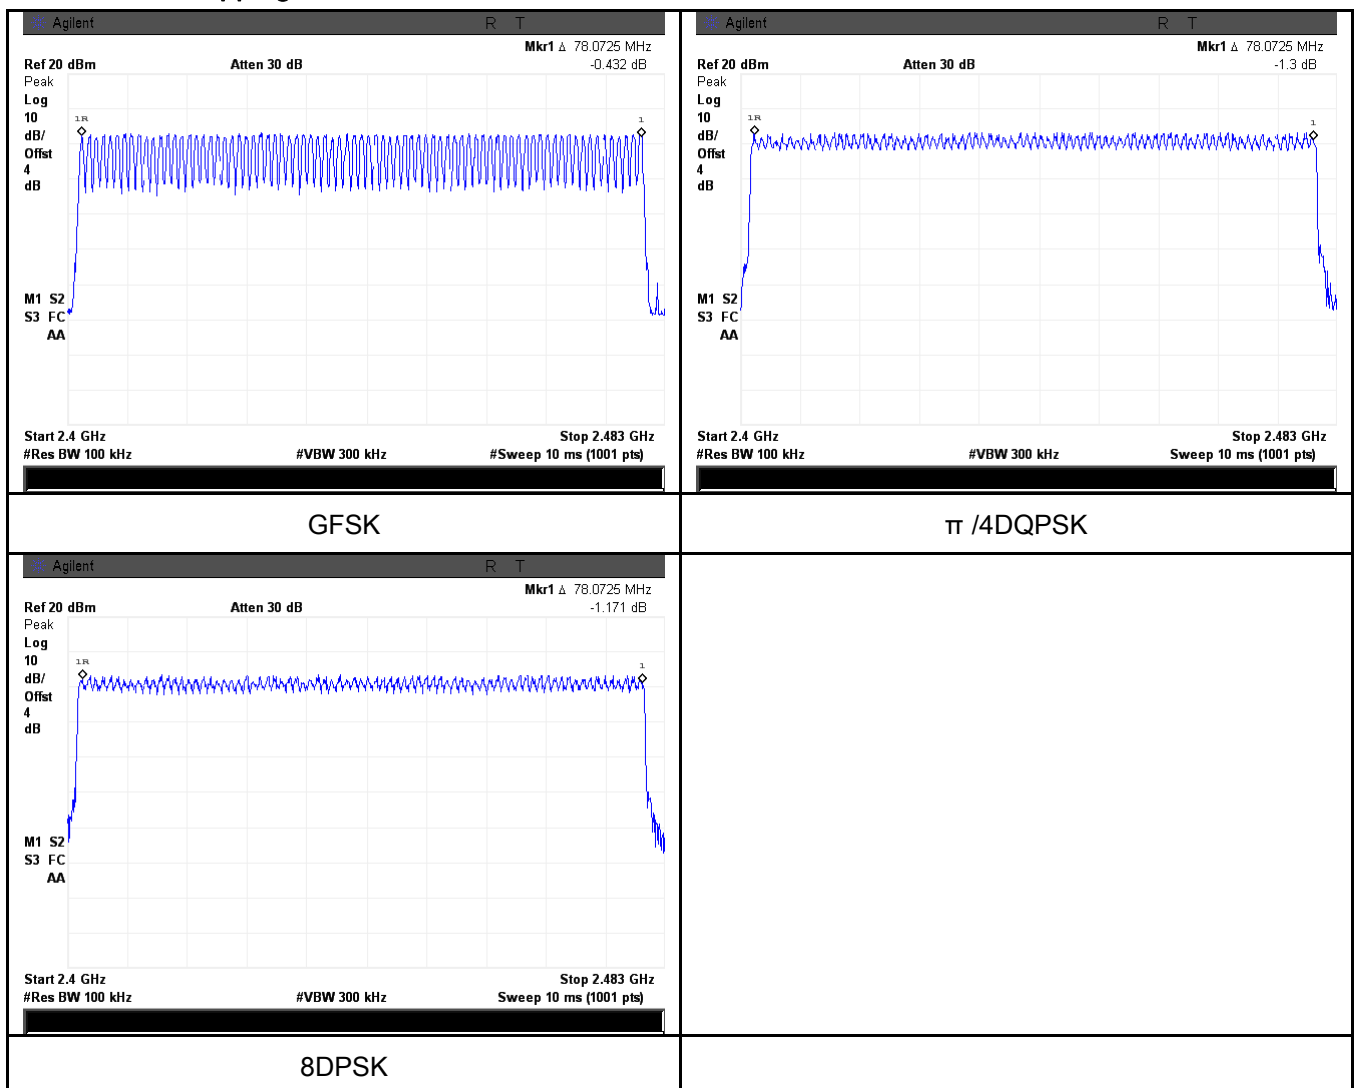 Agilent R T
Mkr1 Δ 78.0725 MHz
Ref 20 dBm Atten 30 dB -0.432 dB
Peak
Log
10
dB/
Offst
4
dB
1R
1
M1 S2
S3 FC
AA
Start 2.4 GHz Stop 2.483 GHz
#Res BW 100 kHz #VBW 300 kHz #Sweep 10 ms (1001 pts)
GFSK
Agilent R T
Mkr1 Δ 78.0725 MHz
Ref 20 dBm Atten 30 dB -1.3 dB
Peak
Log
10
dB/
Offst
4
dB
1R
1
M1 S2
S3 FC
AA
Start 2.4 GHz Stop 2.483 GHz
#Res BW 100 kHz #VBW 300 kHz Sweep 10 ms (1001 pts)
π /4DQPSK
Agilent R T
Mkr1 Δ 78.0725 MHz
Ref 20 dBm Atten 30 dB -1.171 dB
Peak
Log
10
dB/
Offst
4
dB
1R
1
M1 S2
S3 FC
AA
Start 2.4 GHz Stop 2.483 GHz
#Res BW 100 kHz #VBW 300 kHz Sweep 10 ms (1001 pts)
8DPSK